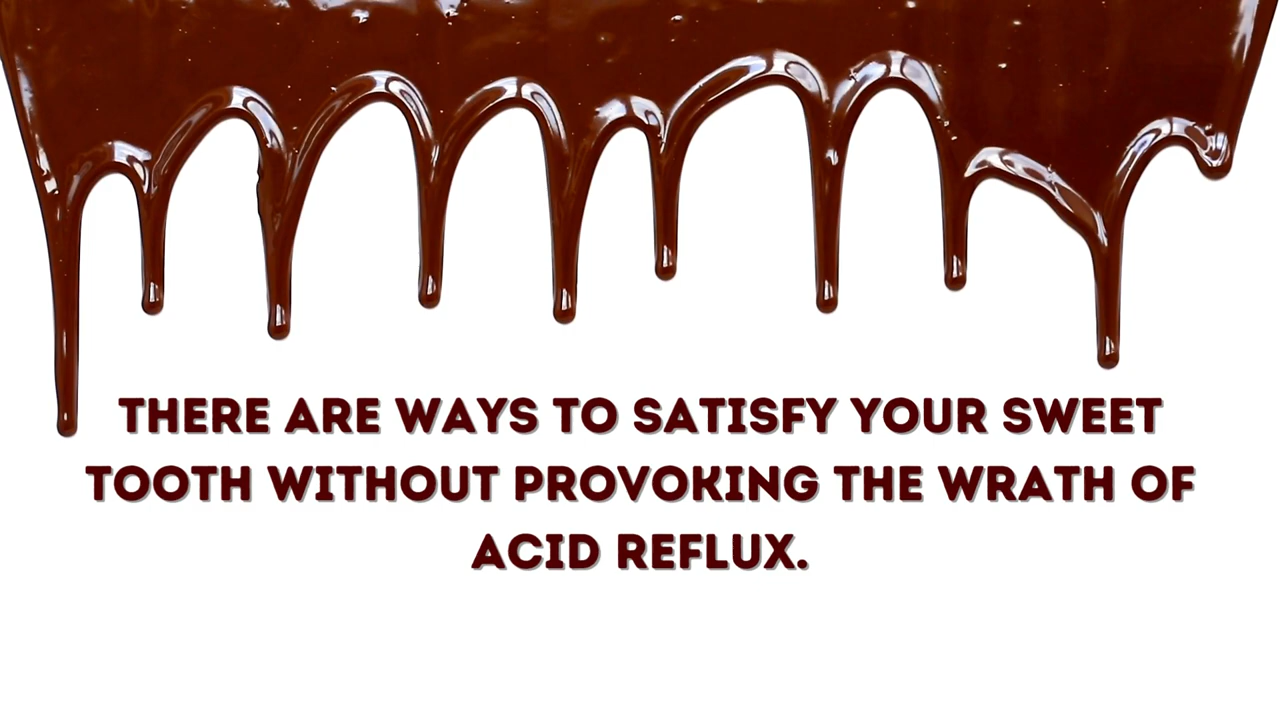 THERE ARE WAYS TO SATISFY YOUR SWEET
TOOTH WITHOUT PROVOKING THE WRATH OF
ACID REFLUX.